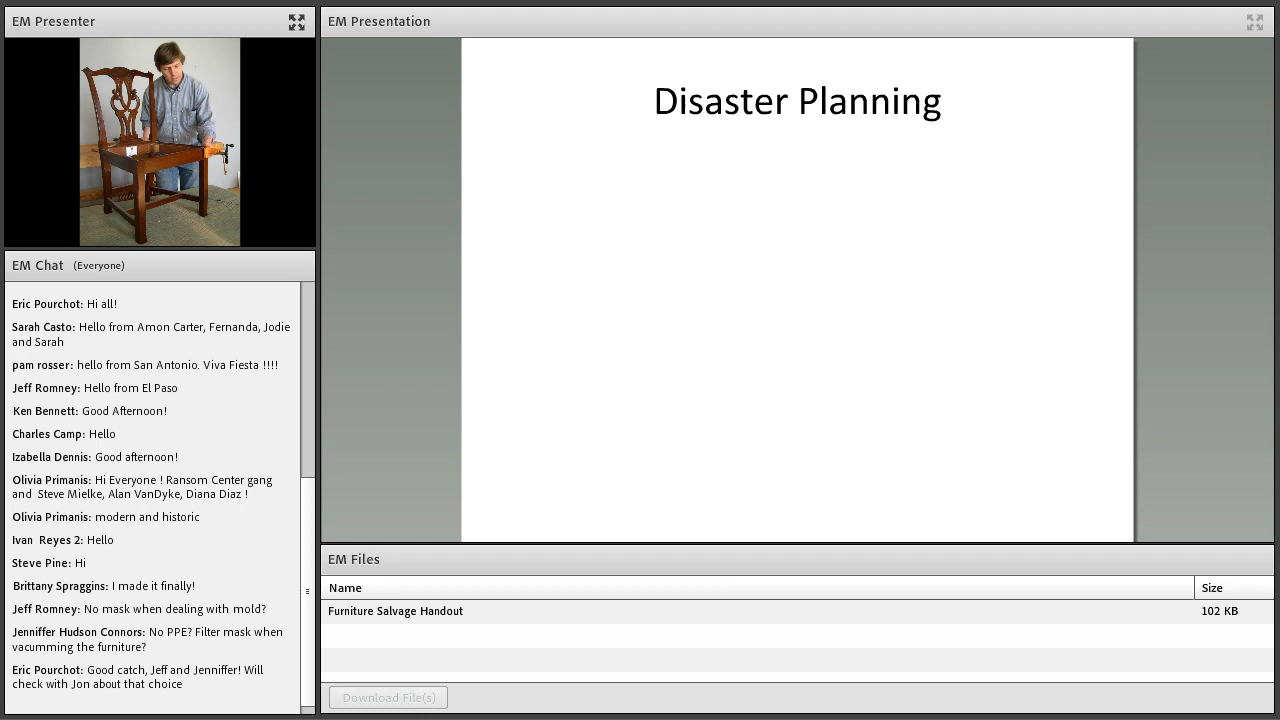 EM Presenter
EM Chat (Everyone)
Eric Pourchot: Hi all!
Sarah Casto: Hello from Amon Carter, Fernanda, Jodie
and Sarah
pam rosser: hello from San Antonio. Viva Fiesta !!!!
Jeff Romney: Hello from El Paso
Ken Bennett: Good Afternoon!
Charles Camp: Hello
Izabella Dennis: Good afternoon!
Olivia Primanis: Hi Everyone ! Ransom Center gang
and Steve Mielke, Alan VanDyke, Diana Diaz !
Olivia Primanis: modern and historic
Ivan Reyes 2: Hello
Steve Pine: Hi
Brittany Spraggins: I made it finally!
Jeff Romney: No mask when dealing with mold?
Jenniffer Hudson Connors: No PPE? Filter mask when
vacumming the furniture?
Eric Pourchot: Good catch, Jeff and Jenniffer! Will
check with Jon about that choice
EM Presentation
Disaster Planning
EM Files
Name Size
Furniture Salvage Handout 102 KB
Download File(s)